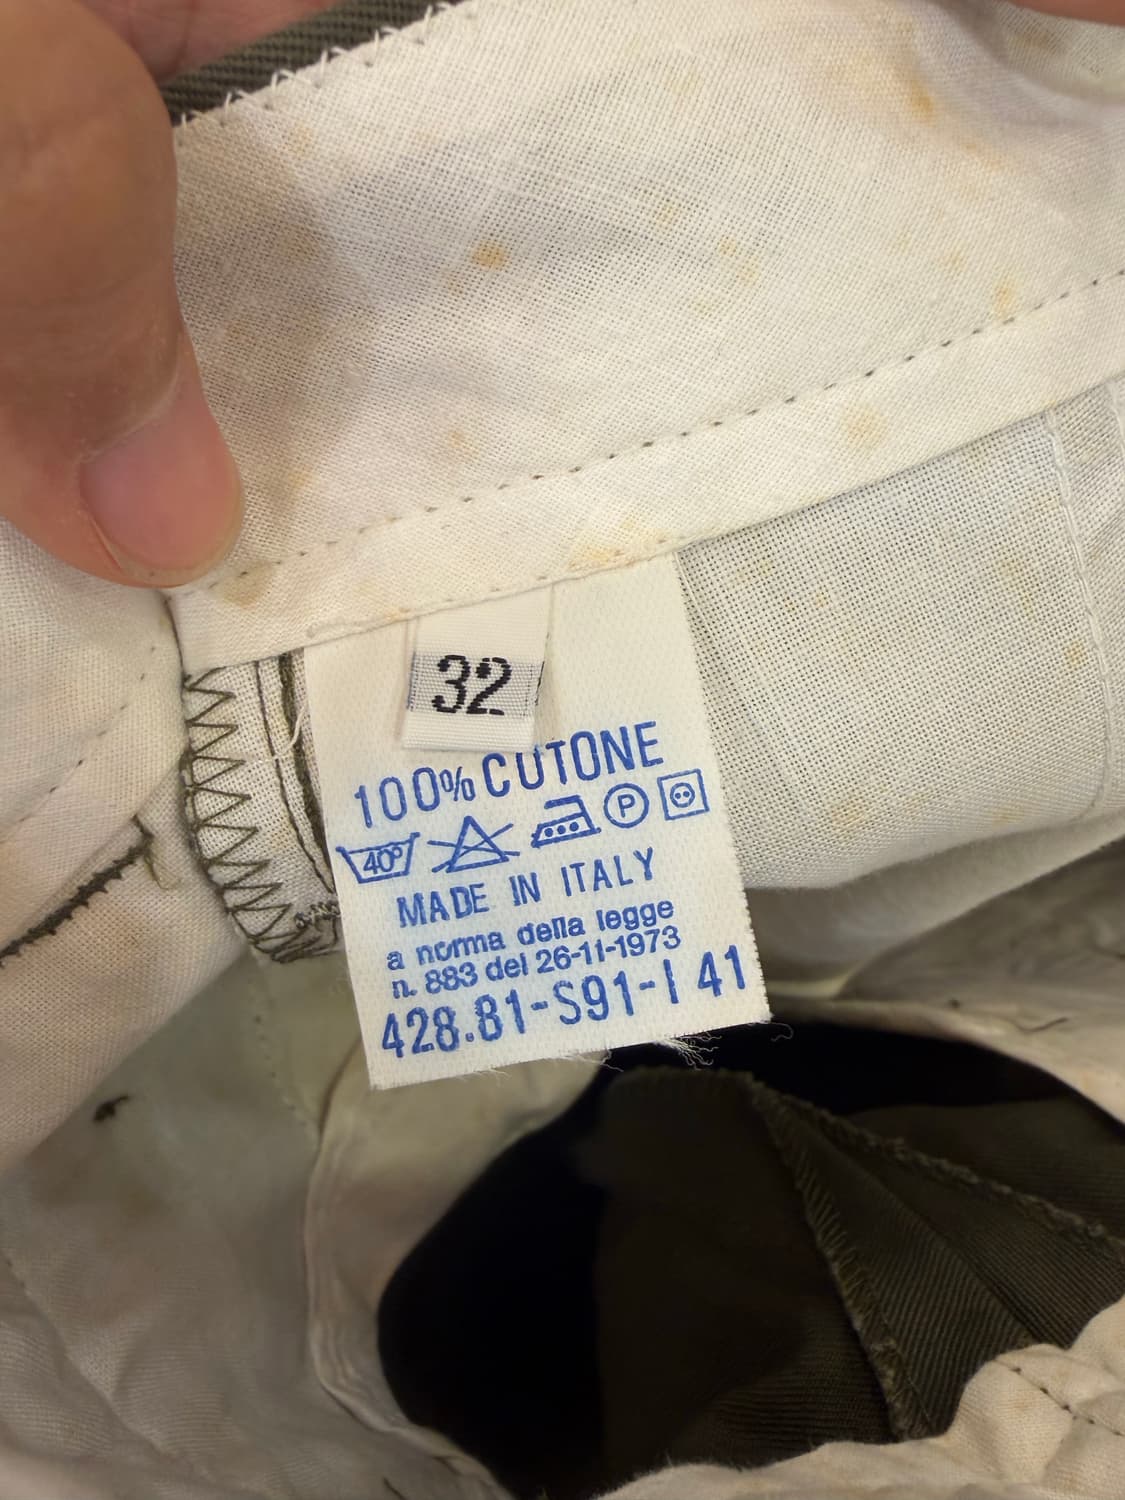 32
100% CUTONE
40°
P
MADE IN ITALY
a norma della legge
n. 883 del 26-11-1973
428.81-S91-I 41